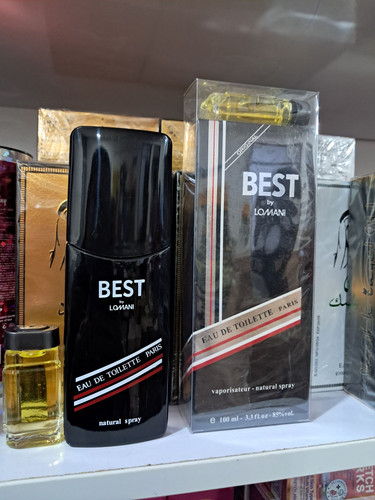 BEST
by
LOMANI
EAU DE TOILETTE PARIS
natural spray
ORIGINAL
BEST
by
LOMANI
EAU DE TOILETTE PARIS
vaporisateur - natural spray
e 100 ml - 3,3 fl.oz - 85% vol.